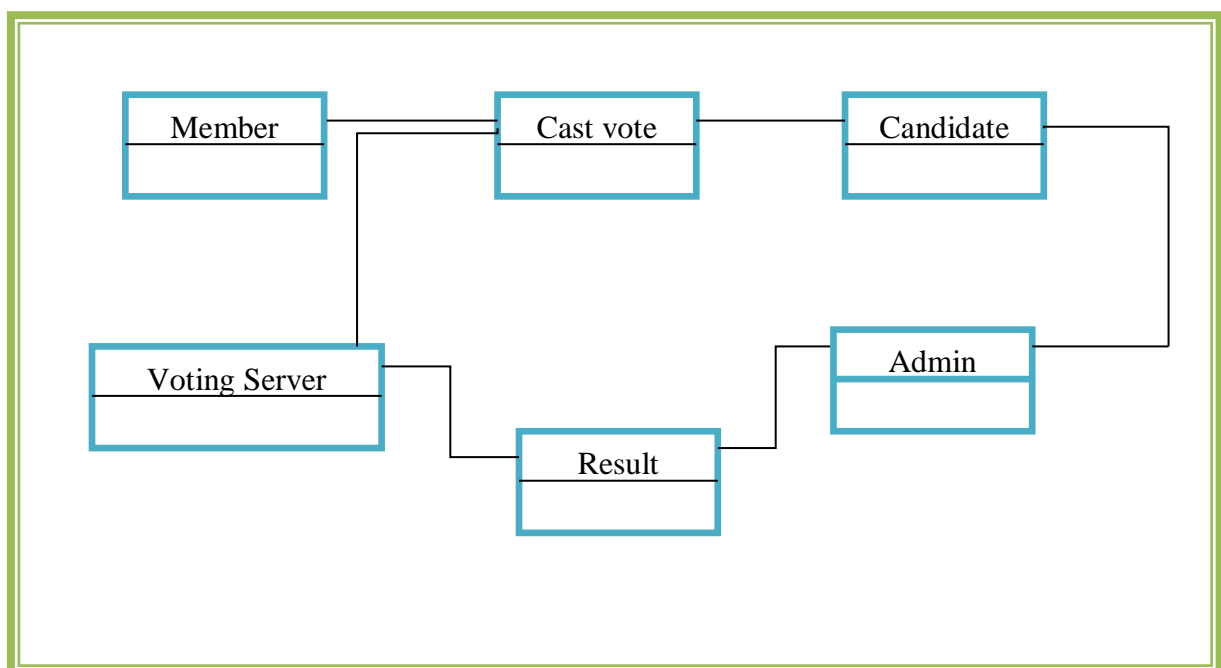 Member
Cast vote
Candidate
Voting Server
Admin
Result